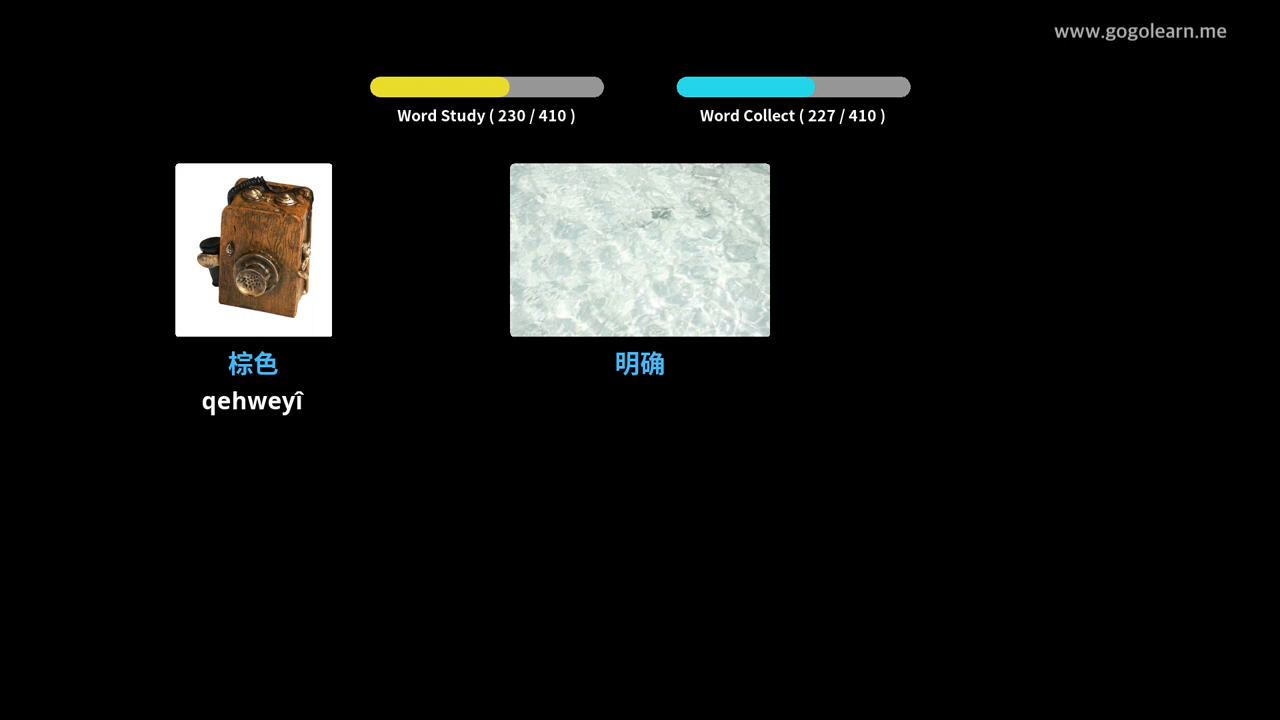 www.gogolearn.me
Word Study ( 230 / 410 )
Word Collect ( 227 / 410 )
棕色
明确
qehweyî